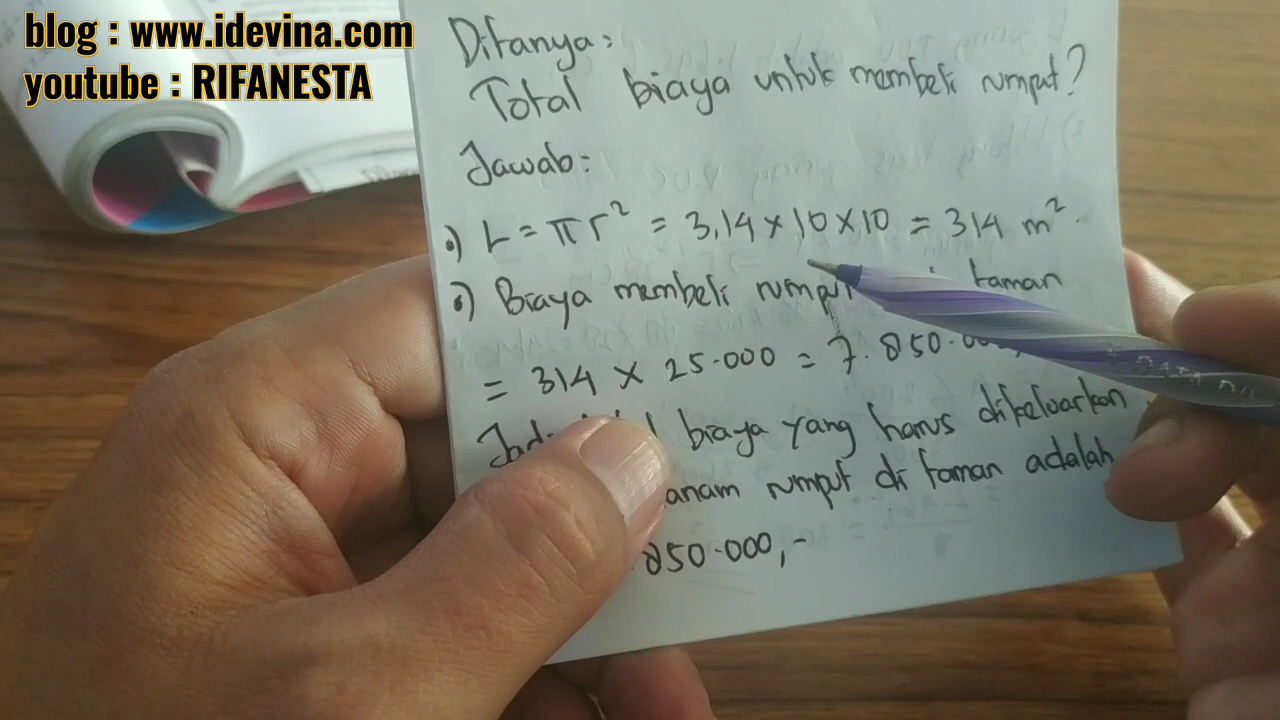 blog : www.idevina.com
youtube : RIFANESTA
Ditanya:
Total biaya untuk membeli rumput?
Jawab:
•) L = πr² = 3,14 × 10 × 10 = 314 m².
•) Biaya membeli rumput taman
= 314 × 25.000 = 7.850.000,
biaya yang harus dikeluarkan
anam rumput di taman adalah
850.000,-